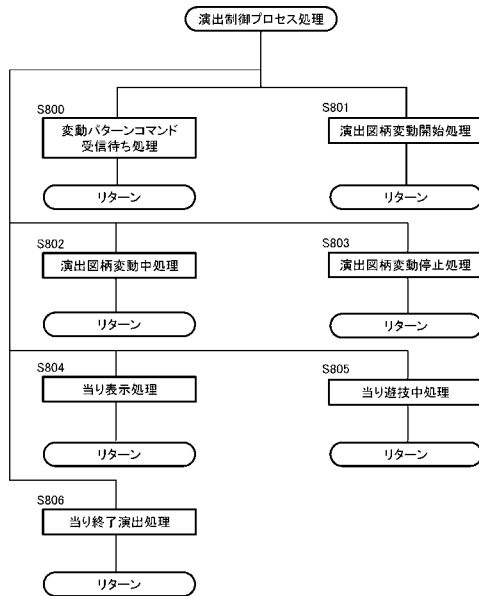 演出制御プロセス処理
S800
変動パターンコマンド
受信待ち処理
リターン
S801
演出図柄変動開始処理
リターン
S802
演出図柄変動中処理
リターン
S803
演出図柄変動停止処理
リターン
S804
当り表示処理
リターン
S805
当り遊技中処理
リターン
S806
当り終了演出処理
リターン